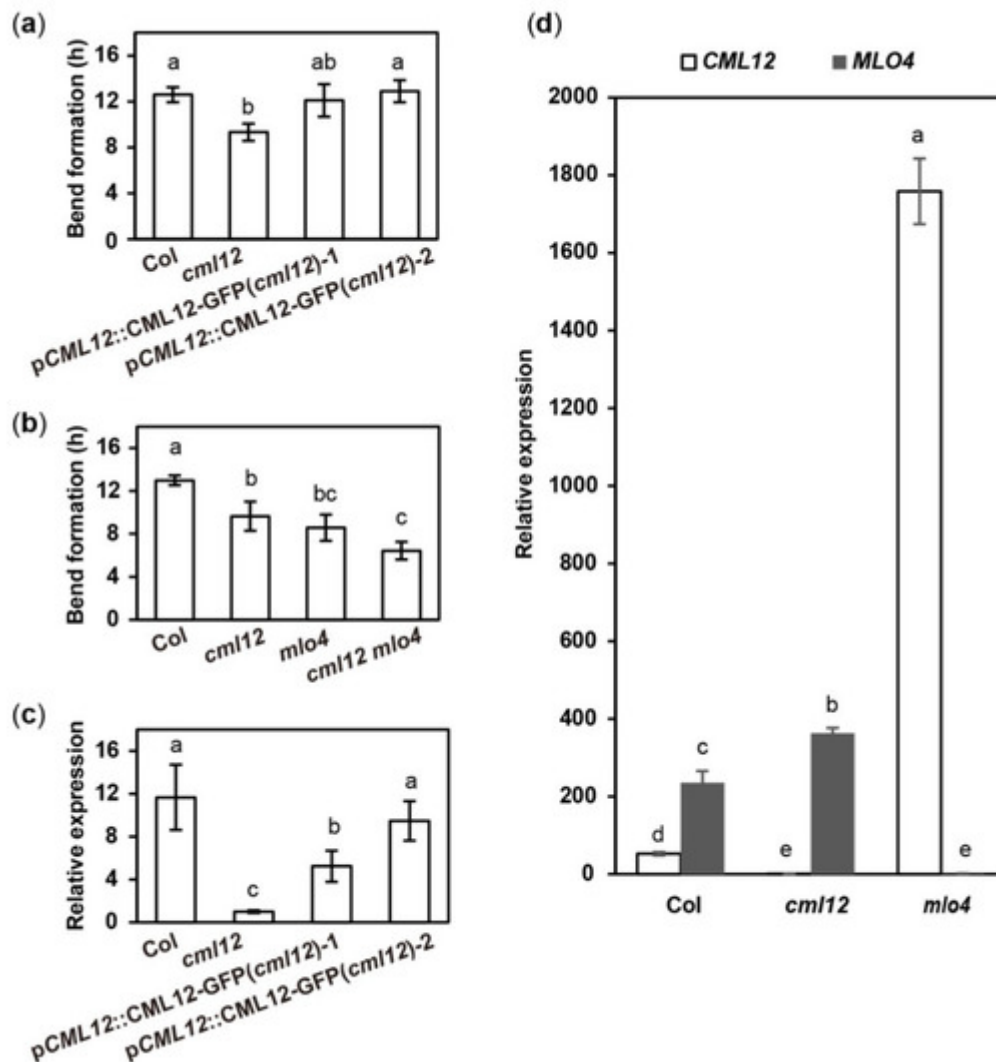 (a)
Bend formation (h)
16
12
8
4
0
a
b
ab
a
Col
cml12
pCML12::CML12-GFP(cml12)-1
pCML12::CML12-GFP(cml12)-2
(b)
Bend formation (h)
16
12
8
4
0
a
b
bc
c
Col
cml12
mlo4
cml12 mlo4
(c)
Relative expression
16
12
8
4
0
a
c
b
a
Col
cml12
pCML12::CML12-GFP(cml12)-1
pCML12::CML12-GFP(cml12)-2
(d)
CML12 MLO4
Relative expression
2000
1800
1600
1400
1200
1000
800
600
400
200
0
d
c
e
b
a
e
Col cml12 mlo4